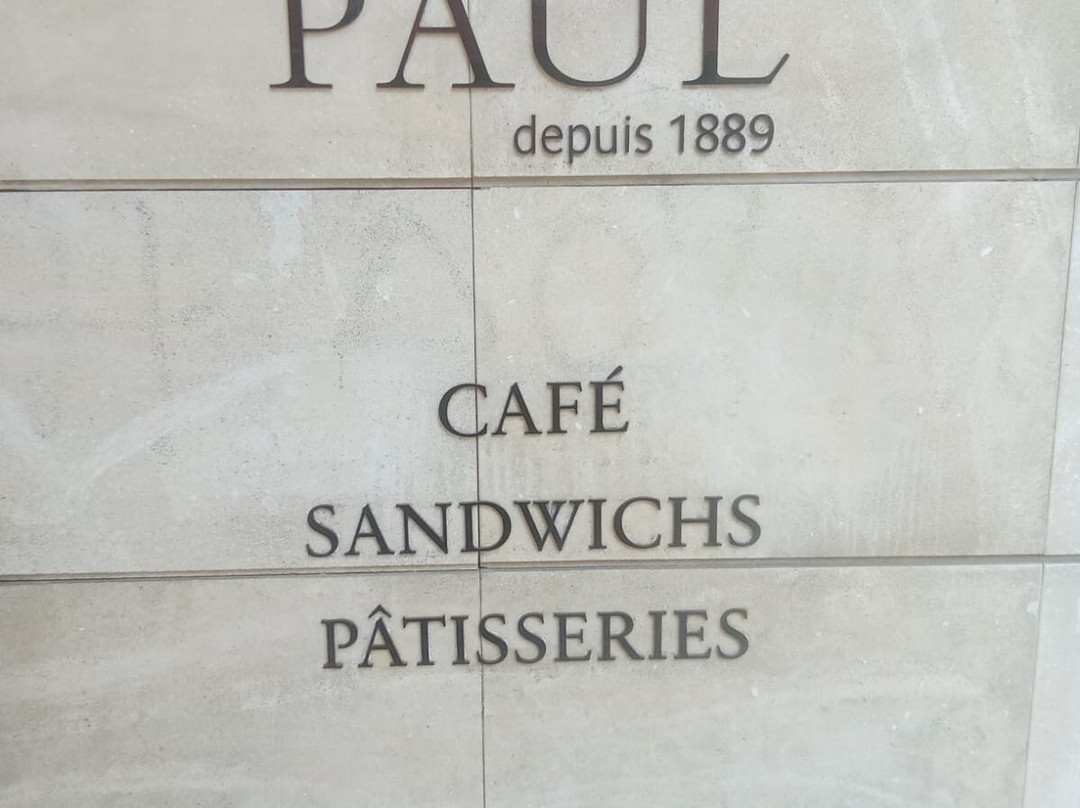 PAUL
depuis 1889
CAFÉ
SANDWICHS
PÂTISSERIES